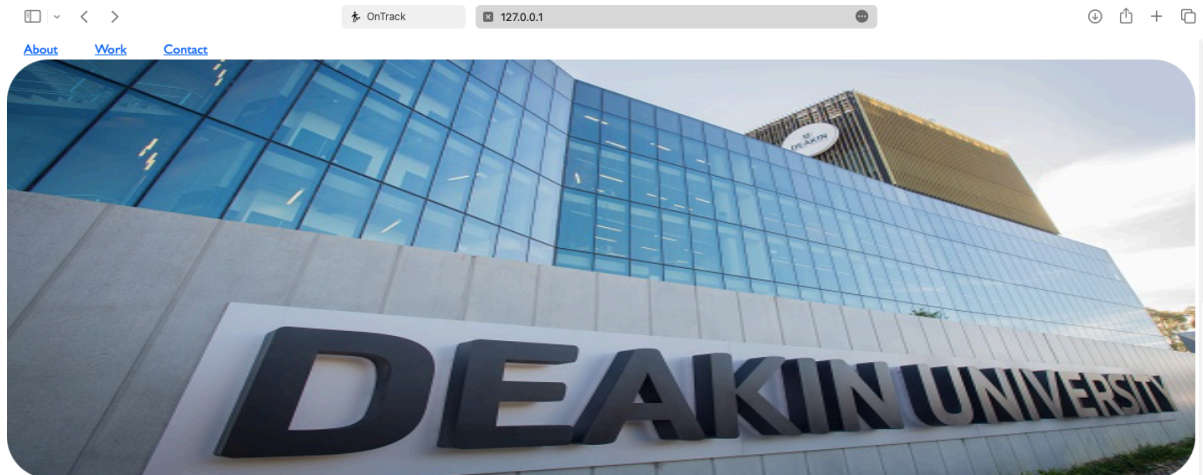 OnTrack
127.0.0.1
About Work Contact
DEAKIN
DEAKIN UNIVERSITY